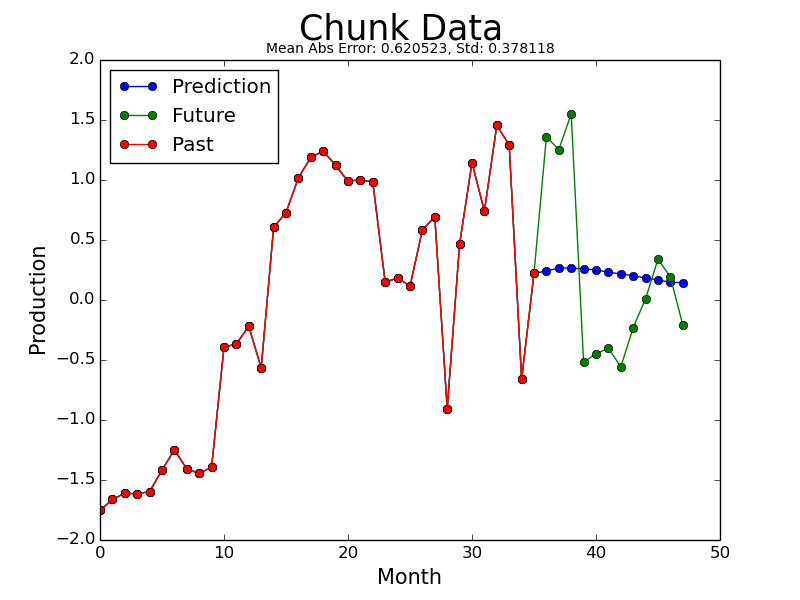 Chunk Data
Mean Abs Error: 0.620523, Std: 0.378118
Prediction
Future
Past
Production
2.0
1.5
1.0
0.5
0.0
−0.5
−1.0
−1.5
−2.0
0 10 20 30 40 50
Month